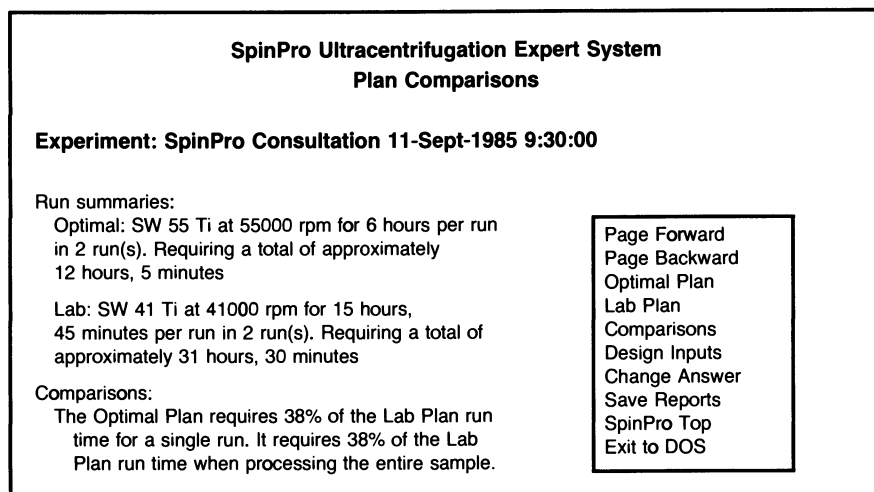 SpinPro Ultracentrifugation Expert System
Plan Comparisons
Experiment: SpinPro Consultation 11-Sept-1985 9:30:00
Run summaries:
Optimal: SW 55 Ti at 55000 rpm for 6 hours per run
in 2 run(s). Requiring a total of approximately
12 hours, 5 minutes
Lab: SW 41 Ti at 41000 rpm for 15 hours,
45 minutes per run in 2 run(s). Requiring a total of
approximately 31 hours, 30 minutes
Comparisons:
The Optimal Plan requires 38% of the Lab Plan run
time for a single run. It requires 38% of the Lab
Plan run time when processing the entire sample.
Page Forward
Page Backward
Optimal Plan
Lab Plan
Comparisons
Design Inputs
Change Answer
Save Reports
SpinPro Top
Exit to DOS